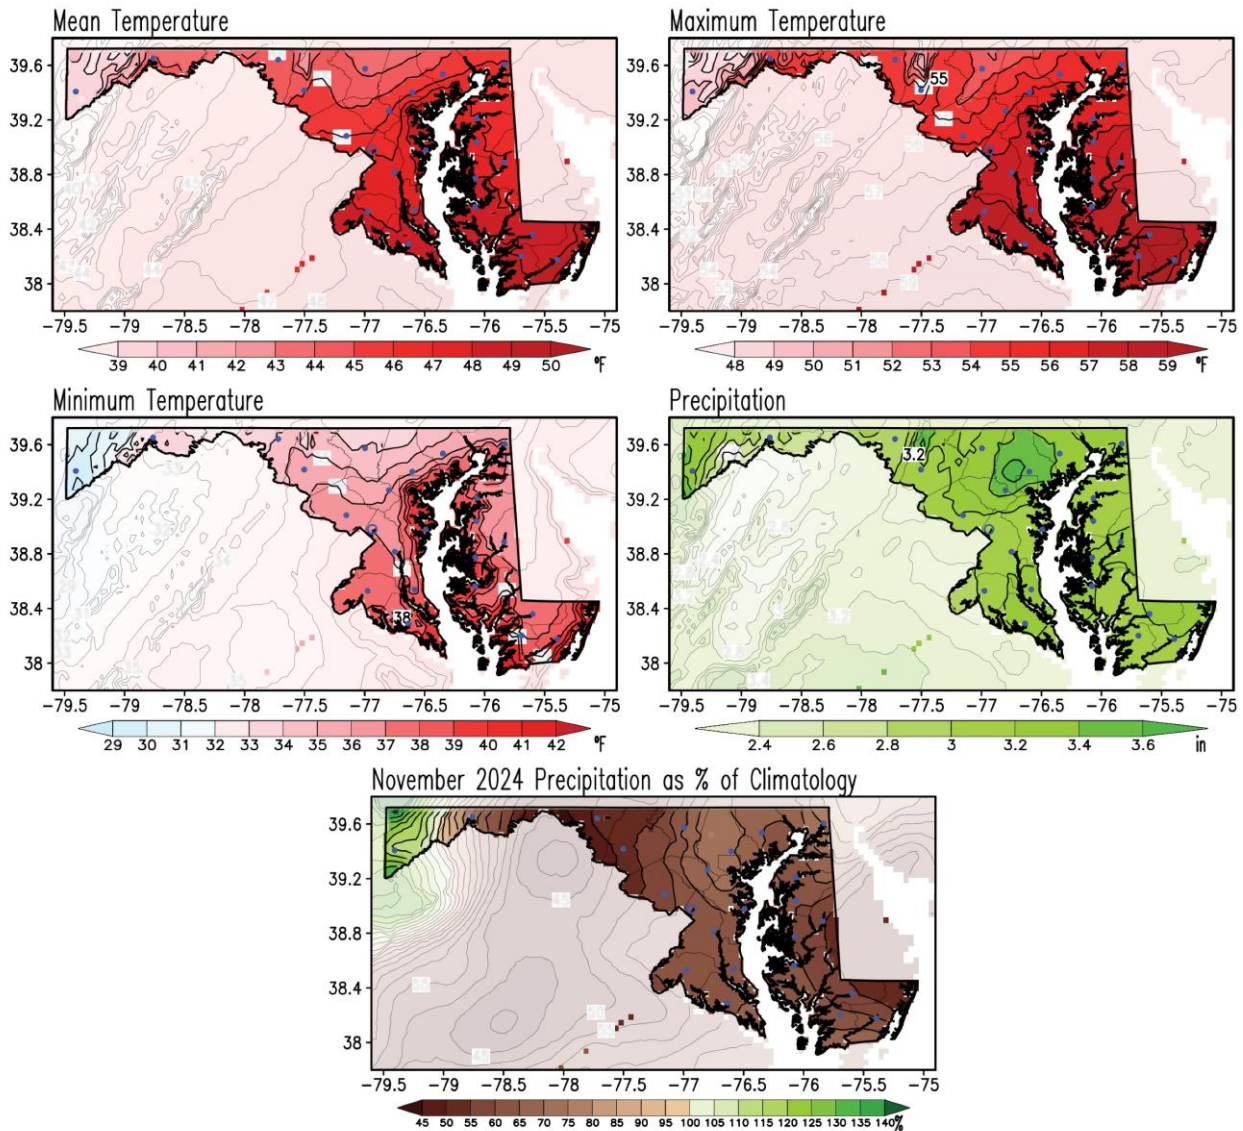 Mean Temperature
39.6
39.2
38.8
38.4
38
−79.5 −79 −78.5 −78 −77.5 −77 −76.5 −76 −75.5 −75
39 40 41 42 43 44 45 46 47 48 49 50 °F
Maximum Temperature
55
39.6
39.2
38.8
38.4
38
−79.5 −79 −78.5 −78 −77.5 −77 −76.5 −76 −75.5 −75
48 49 50 51 52 53 54 55 56 57 58 59 °F
Minimum Temperature
39.6
39.2
38.8
38.4
38
38
−79.5 −79 −78.5 −78 −77.5 −77 −76.5 −76 −75.5 −75
29 30 31 32 33 34 35 36 37 38 39 40 41 42 °F
Precipitation
3.2
39.6
39.2
38.8
38.4
38
−79.5 −79 −78.5 −78 −77.5 −77 −76.5 −76 −75.5 −75
2.4 2.6 2.8 3 3.2 3.4 3.6 in
November 2024 Precipitation as % of Climatology
39.6
39.2
38.8
38.4
38
−79.5 −79 −78.5 −78 −77.5 −77 −76.5 −76 −75.5 −75
45 50 55 60 65 70 75 80 85 90 95 100 105 110 115 120 125 130 135 140 %